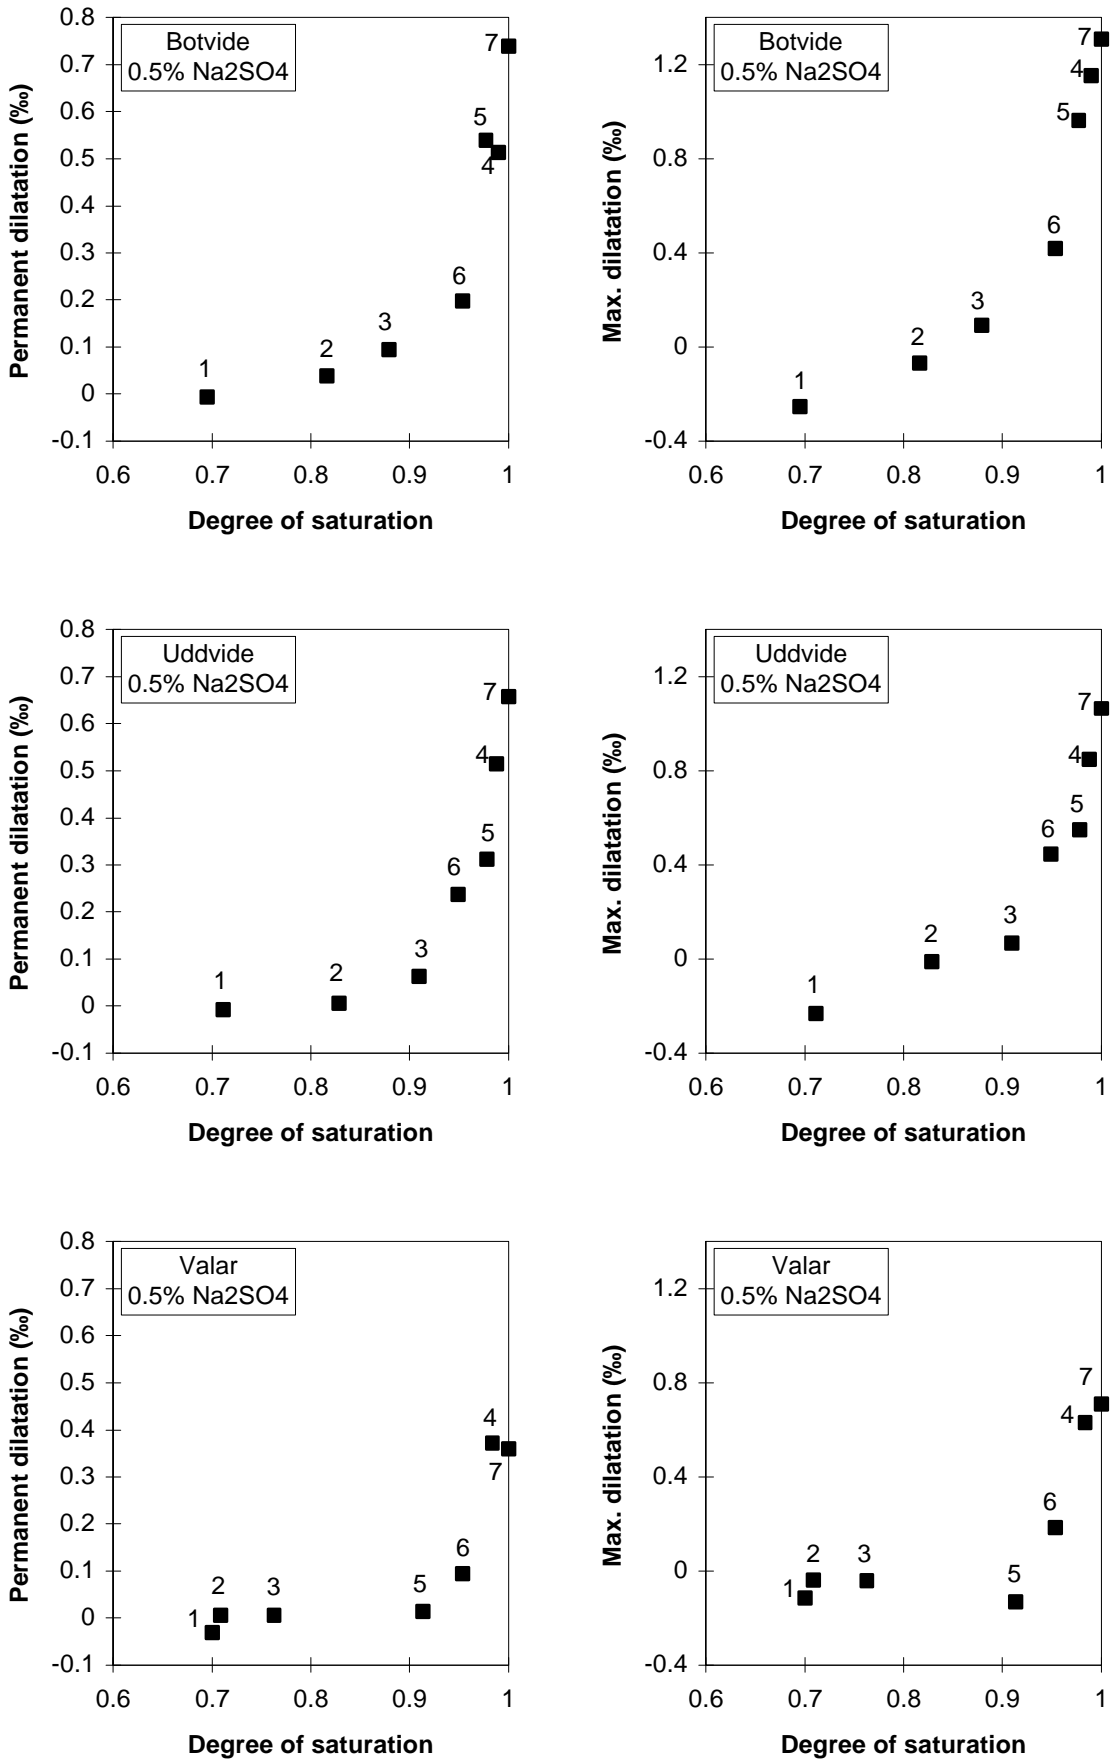 Botvide
0.5% Na2SO4
Permanent dilatation (‰)
0.8
0.7
0.6
0.5
0.4
0.3
0.2
0.1
0
-0.1
1
2
3
6
5
4
7
0.6 0.7 0.8 0.9 1
Degree of saturation
Botvide
0.5% Na2SO4
Max. dilatation (‰)
1.2
0.8
0.4
0
-0.4
1
2
3
6
5
4
7
0.6 0.7 0.8 0.9 1
Degree of saturation
Uddvide
0.5% Na2SO4
Permanent dilatation (‰)
0.8
0.7
0.6
0.5
0.4
0.3
0.2
0.1
0
-0.1
1
2
3
6
5
4
7
0.6 0.7 0.8 0.9 1
Degree of saturation
Uddvide
0.5% Na2SO4
Max. dilatation (‰)
1.2
0.8
0.4
0
-0.4
1
2
3
6
5
4
7
0.6 0.7 0.8 0.9 1
Degree of saturation
Valar
0.5% Na2SO4
Permanent dilatation (‰)
0.8
0.7
0.6
0.5
0.4
0.3
0.2
0.1
0
-0.1
1
2
3
5
6
4
7
0.6 0.7 0.8 0.9 1
Degree of saturation
Valar
0.5% Na2SO4
Max. dilatation (‰)
1.2
0.8
0.4
0
-0.4
1
2
3
5
6
4
7
0.6 0.7 0.8 0.9 1
Degree of saturation